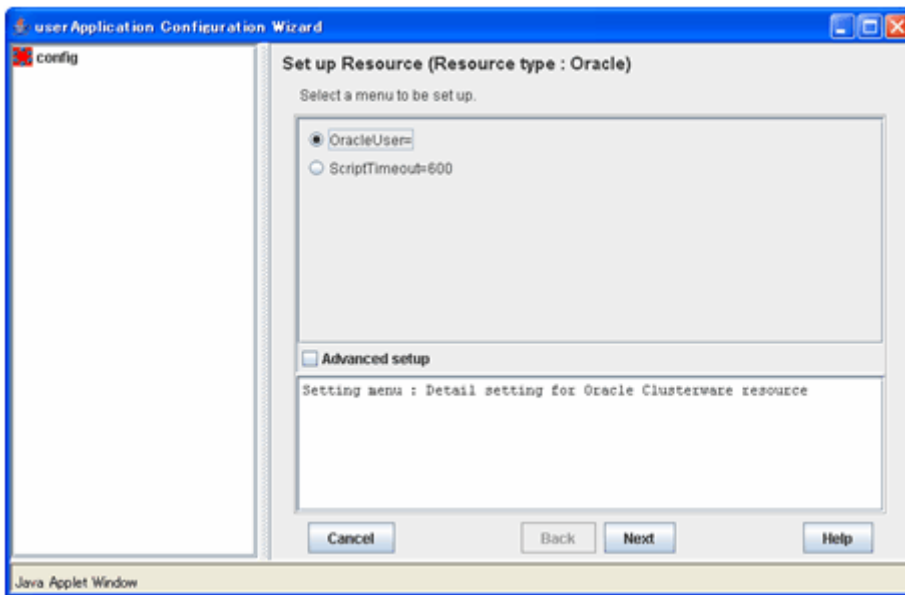 userApplication Configuration Wizard
config
Set up Resource (Resource type : Oracle)
Select a menu to be set up.
OracleUser=
ScriptTimeout=600
Advanced setup
Setting menu : Detail setting for Oracle Clusterware resource
Cancel
Back
Next
Help
Java Applet Window